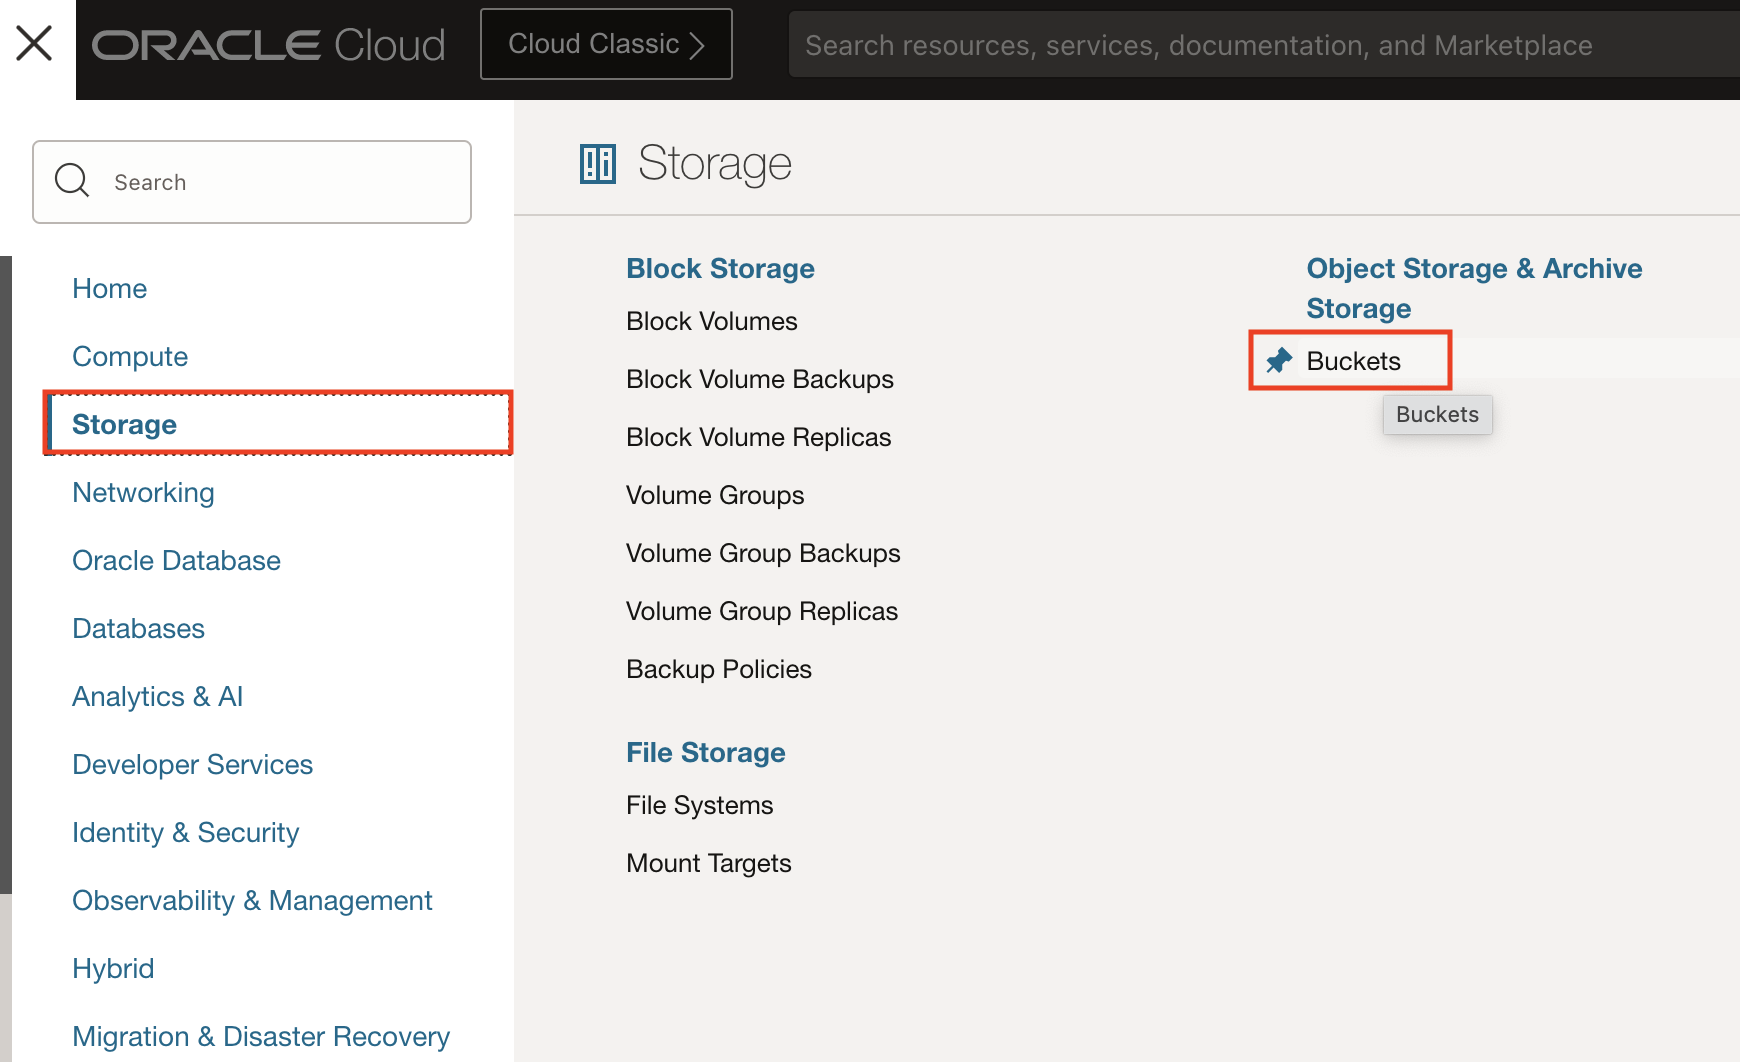 ORACLE Cloud
Cloud Classic
Search resources, services, documentation, and Marketplace
Search
Home
Compute
Storage
Networking
Oracle Database
Databases
Analytics & AI
Developer Services
Identity & Security
Observability & Management
Hybrid
Migration & Disaster Recovery
Storage
Block Storage
Block Volumes
Block Volume Backups
Block Volume Replicas
Volume Groups
Volume Group Backups
Volume Group Replicas
Backup Policies
File Storage
File Systems
Mount Targets
Object Storage & Archive
Storage
Buckets
Buckets